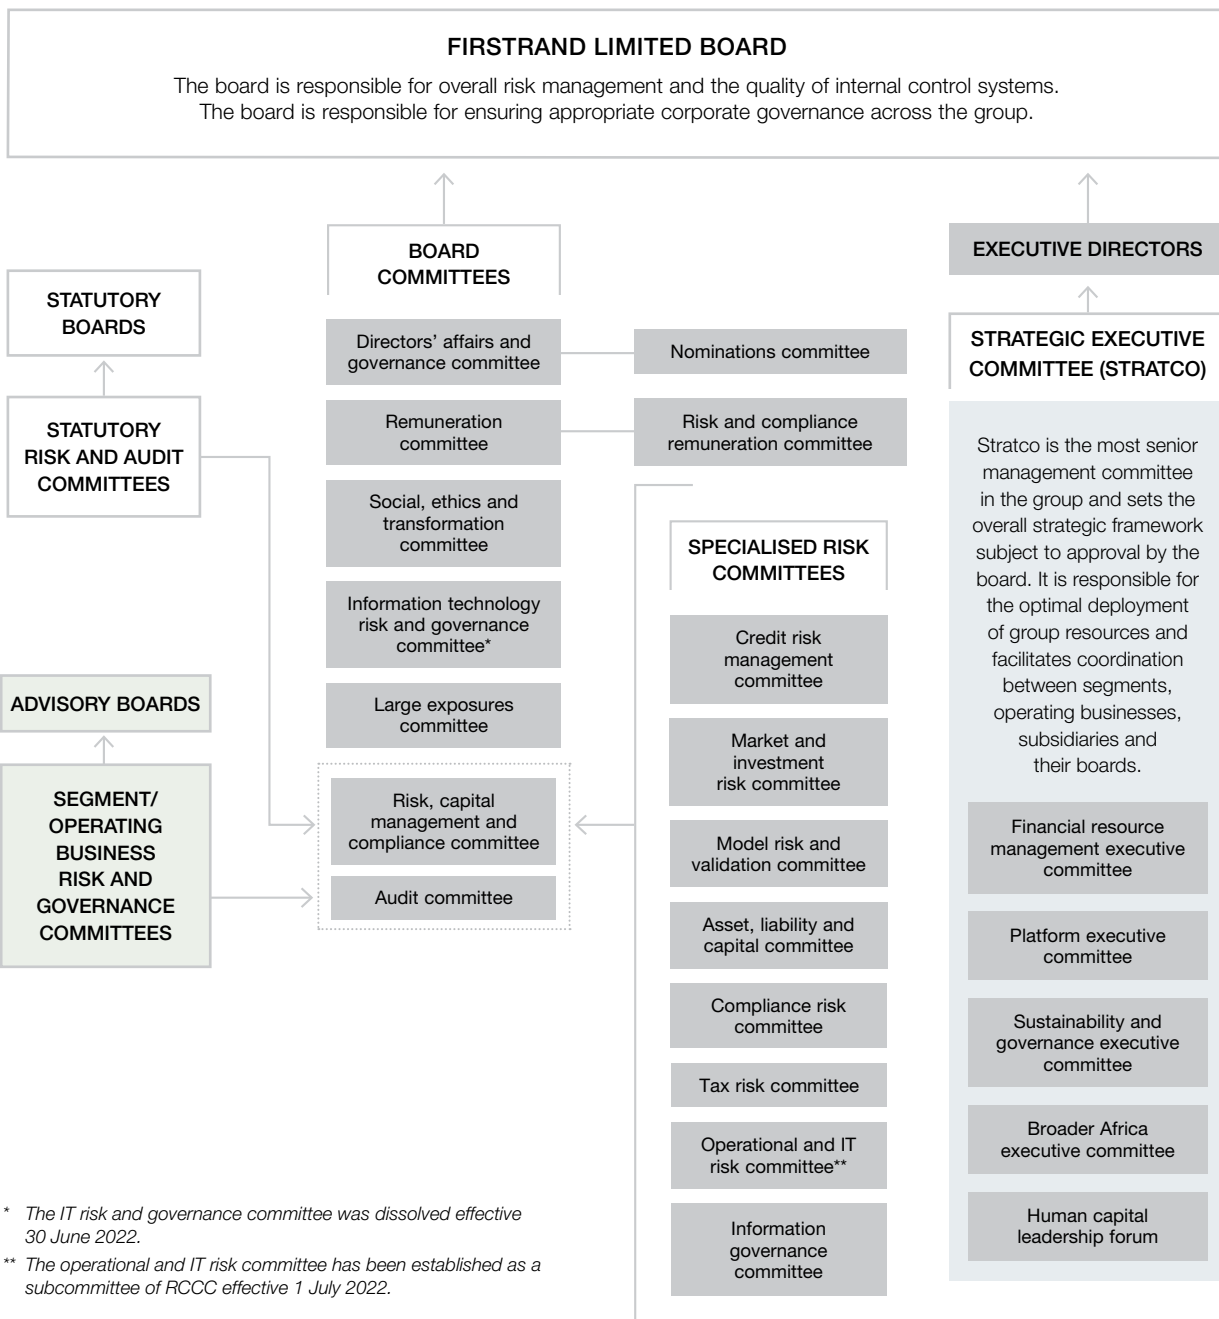 FIRSTRAND LIMITED BOARD
The board is responsible for overall risk management and the quality of internal control systems.
The board is responsible for ensuring appropriate corporate governance across the group.
STATUTORY
BOARDS
STATUTORY
RISK AND AUDIT
COMMITTEES
ADVISORY BOARDS
SEGMENT/
OPERATING
BUSINESS
RISK AND
GOVERNANCE
COMMITTEES
BOARD
COMMITTEES
Directors’ affairs and
governance committee
Remuneration
committee
Social, ethics and
transformation
committee
Information technology
risk and governance
committee*
Large exposures
committee
Risk, capital
management and
compliance committee
Audit committee
Nominations committee
Risk and compliance
remuneration committee
SPECIALISED RISK
COMMITTEES
Credit risk
management
committee
Market and
investment
risk committee
Model risk and
validation committee
Asset, liability and
capital committee
Compliance risk
committee
Tax risk committee
Operational and IT
risk committee**
Information
governance
committee
EXECUTIVE DIRECTORS
STRATEGIC EXECUTIVE
COMMITTEE (STRATCO)
Stratco is the most senior
management committee
in the group and sets the
overall strategic framework
subject to approval by the
board. It is responsible for
the optimal deployment
of group resources and
facilitates coordination
between segments,
operating businesses,
subsidiaries and
their boards.
Financial resource
management executive
committee
Platform executive
committee
Sustainability and
governance executive
committee
Broader Africa
executive committee
Human capital
leadership forum
* The IT risk and governance committee was dissolved effective
30 June 2022.
** The operational and IT risk committee has been established as a
subcommittee of RCCC effective 1 July 2022.